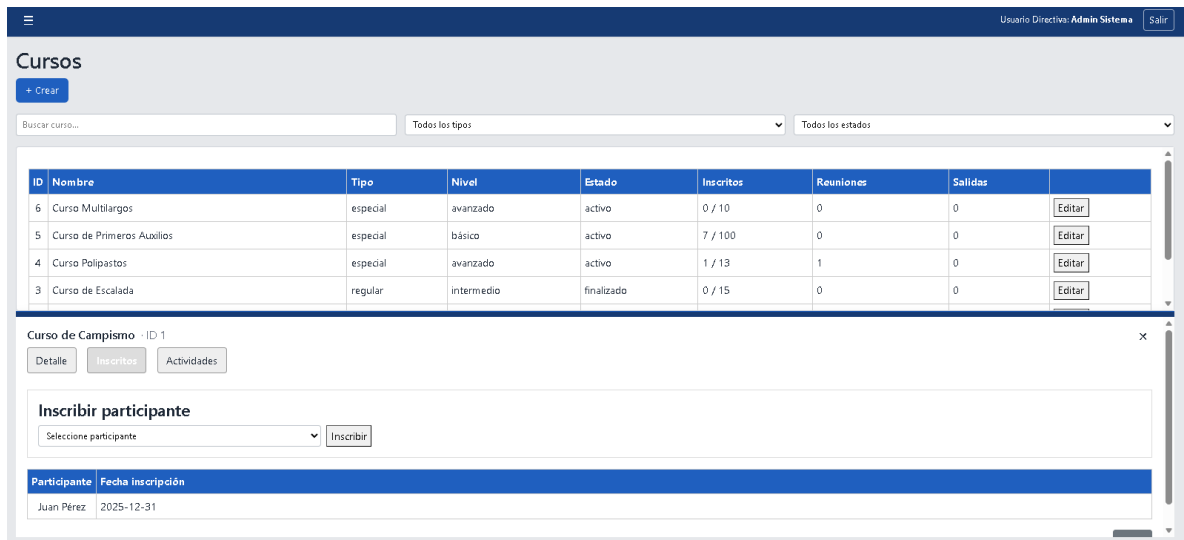 ☰ Usuario Directiva: Admin Sistema Salir
Cursos
+ Crear
Buscar curso... Todos los tipos Todos los estados
ID Nombre Tipo Nivel Estado Inscritos Reuniones Salidas
6 Curso Multilargos especial avanzado activo 0 / 10 0 0 Editar
5 Curso de Primeros Auxilios especial básico activo 7 / 100 0 0 Editar
4 Curso Polipastos especial avanzado activo 1 / 13 1 0 Editar
3 Curso de Escalada regular intermedio finalizado 0 / 15 0 0 Editar
Curso de Campismo · ID 1 ×
Detalle Inscritos Actividades
Inscribir participante
Seleccione participante Inscribir
Participante Fecha inscripción
Juan Pérez 2025-12-31